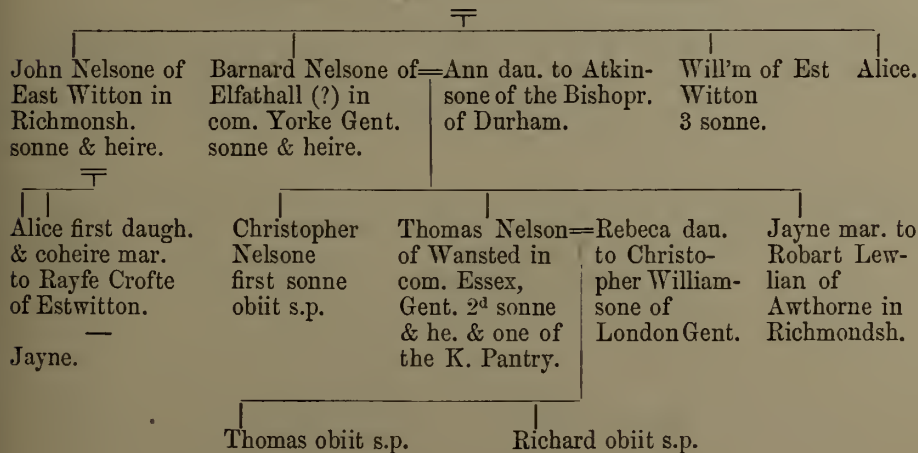 John Nelsone of
East Witton in
Richmonsh.
sonne & heire.
Barnard Nelsone of=Ann dau. to Atkin-
Elfathall (?) in
com. Yorke Gent.
sonne & heire.
sone of the Bishopr.
of Durham.
Will'm of Est
Witton
3 sonne.
Alice.
Alice first daugh.
& coheire mar.
to Rayfe Crofte
of Estwitton.
—
Jayne.
Christopher
Nelsone
first sonne
obiit s.p.
Thomas Nelson=Rebeca dau.
of Wansted in
com. Essex,
Gent. 2d sonne
& he. & one of
the K. Pantry.
to Christo-
pher William-
sone of
London Gent.
Jayne mar. to
Robart Lew-
lian of
Awthorne in
Richmondsh.
Thomas obiit s.p.
Richard obiit s.p.